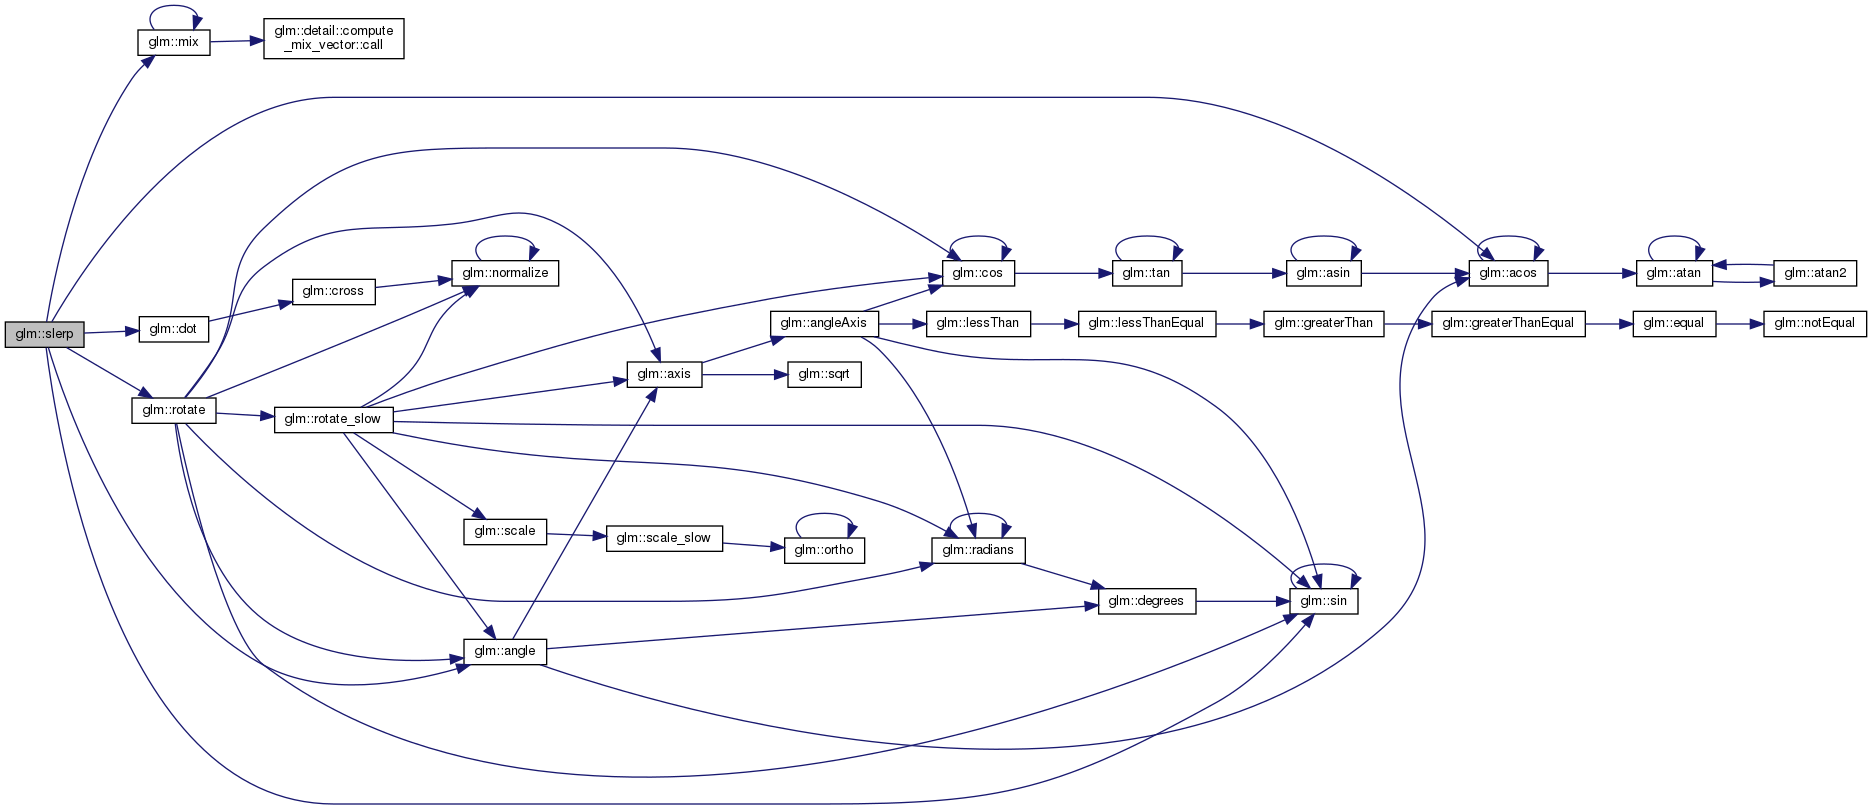 glm::mix
glm::detail::compute
_mix_vector::call
glm::normalize
glm::cos
glm::tan
glm::asin
glm::acos
glm::atan
glm::atan2
glm::cross
glm::slerp
glm::dot
glm::angleAxis
glm::lessThan
glm::lessThanEqual
glm::greaterThan
glm::greaterThanEqual
glm::equal
glm::notEqual
glm::axis
glm::sqrt
glm::rotate
glm::rotate_slow
glm::scale
glm::scale_slow
glm::ortho
glm::radians
glm::degrees
glm::sin
glm::angle